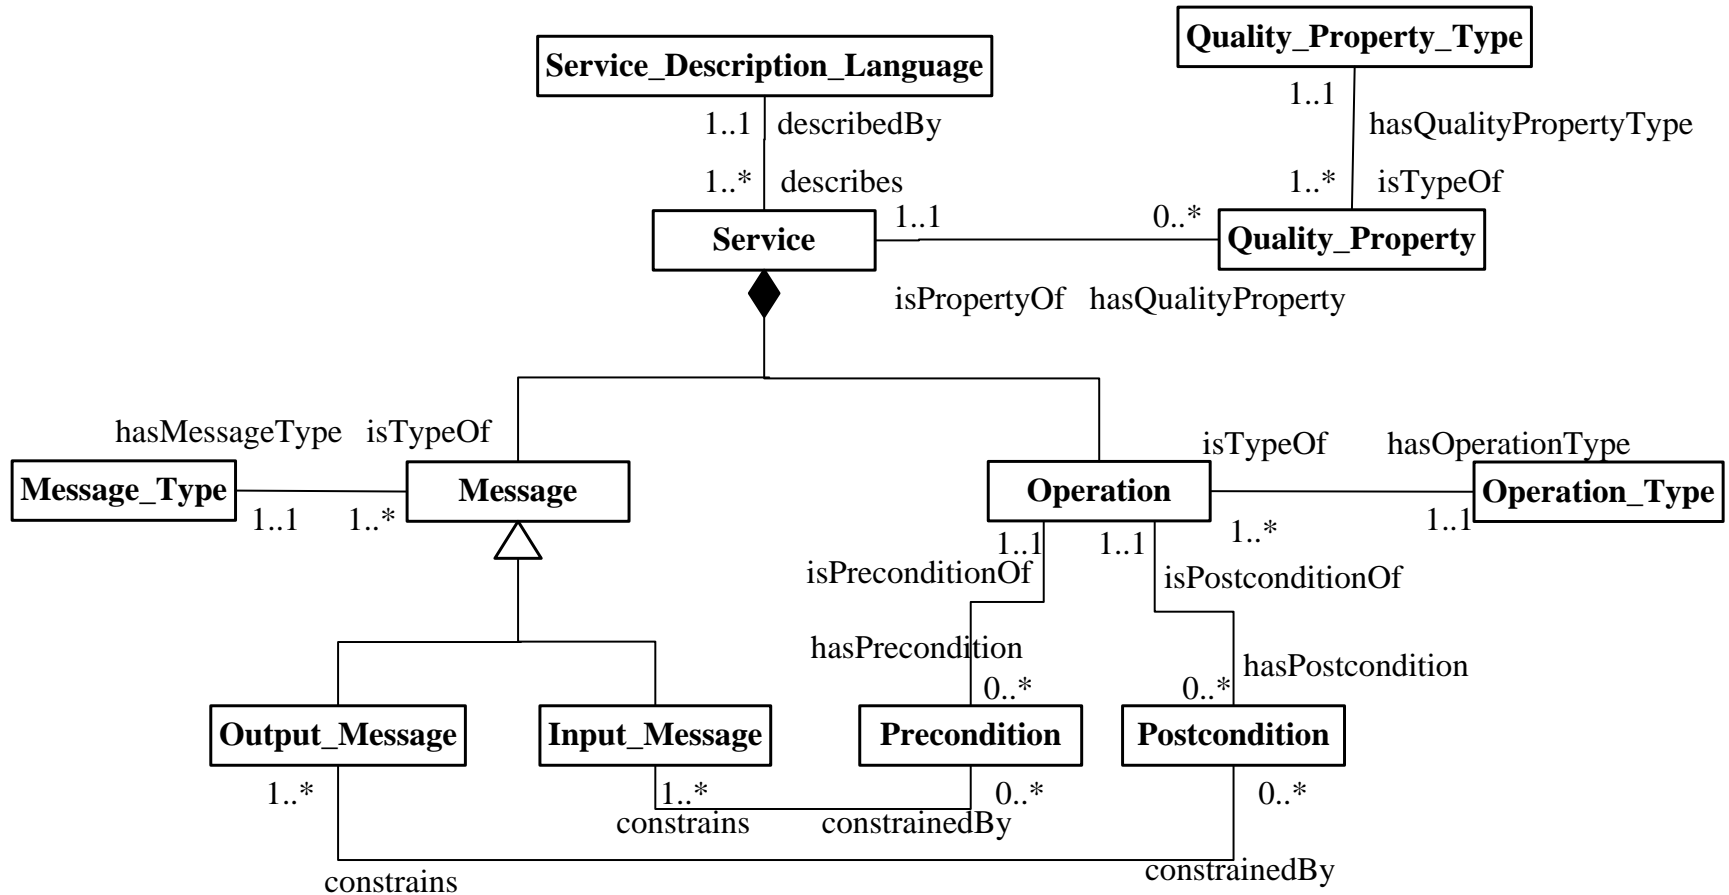 Quality_Property_Type
Service_Description_Language
1..1
1..1 describedBy
hasQualityPropertyType
1..* describes
1..* isTypeOf
1..1
0..*
Service
Quality_Property
isPropertyOf hasQualityProperty
hasMessageType isTypeOf
isTypeOf
hasOperationType
Message_Type
Message
Operation
Operation_Type
1..1
1..*
1..*
1..1
1..1
1..1
isPreconditionOf
isPostconditionOf
hasPrecondition
hasPostcondition
0..*
0..*
Output_Message
Input_Message
Precondition
Postcondition
1..*
1..*
0..*
0..*
constrains
constrainedBy
constrainedBy
constrains